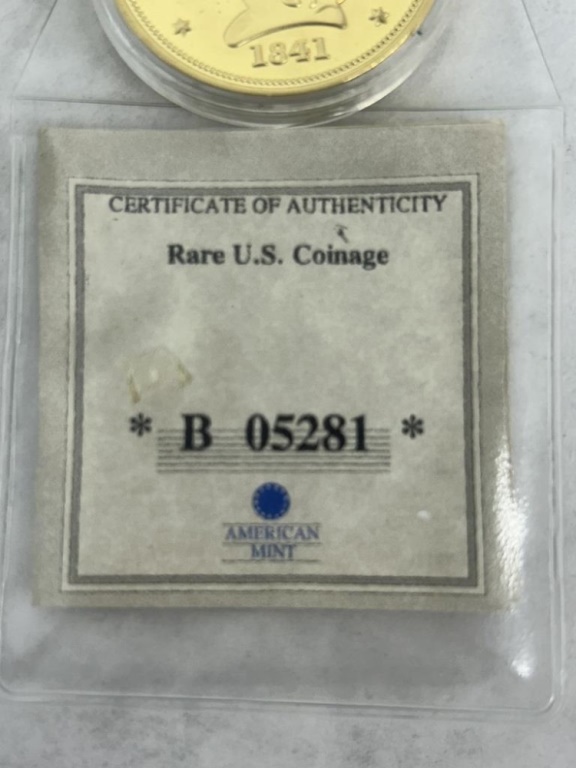 1841
CERTIFICATE OF AUTHENTICITY
Rare U.S. Coinage
* B 05281 *
AMERICAN
MINT